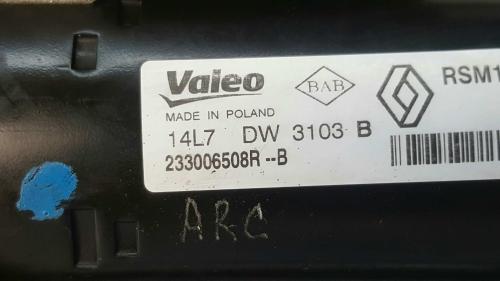 Valeo BAB RSM1
MADE IN POLAND
14L7 DW 3103 B
233006508R--B
ARC